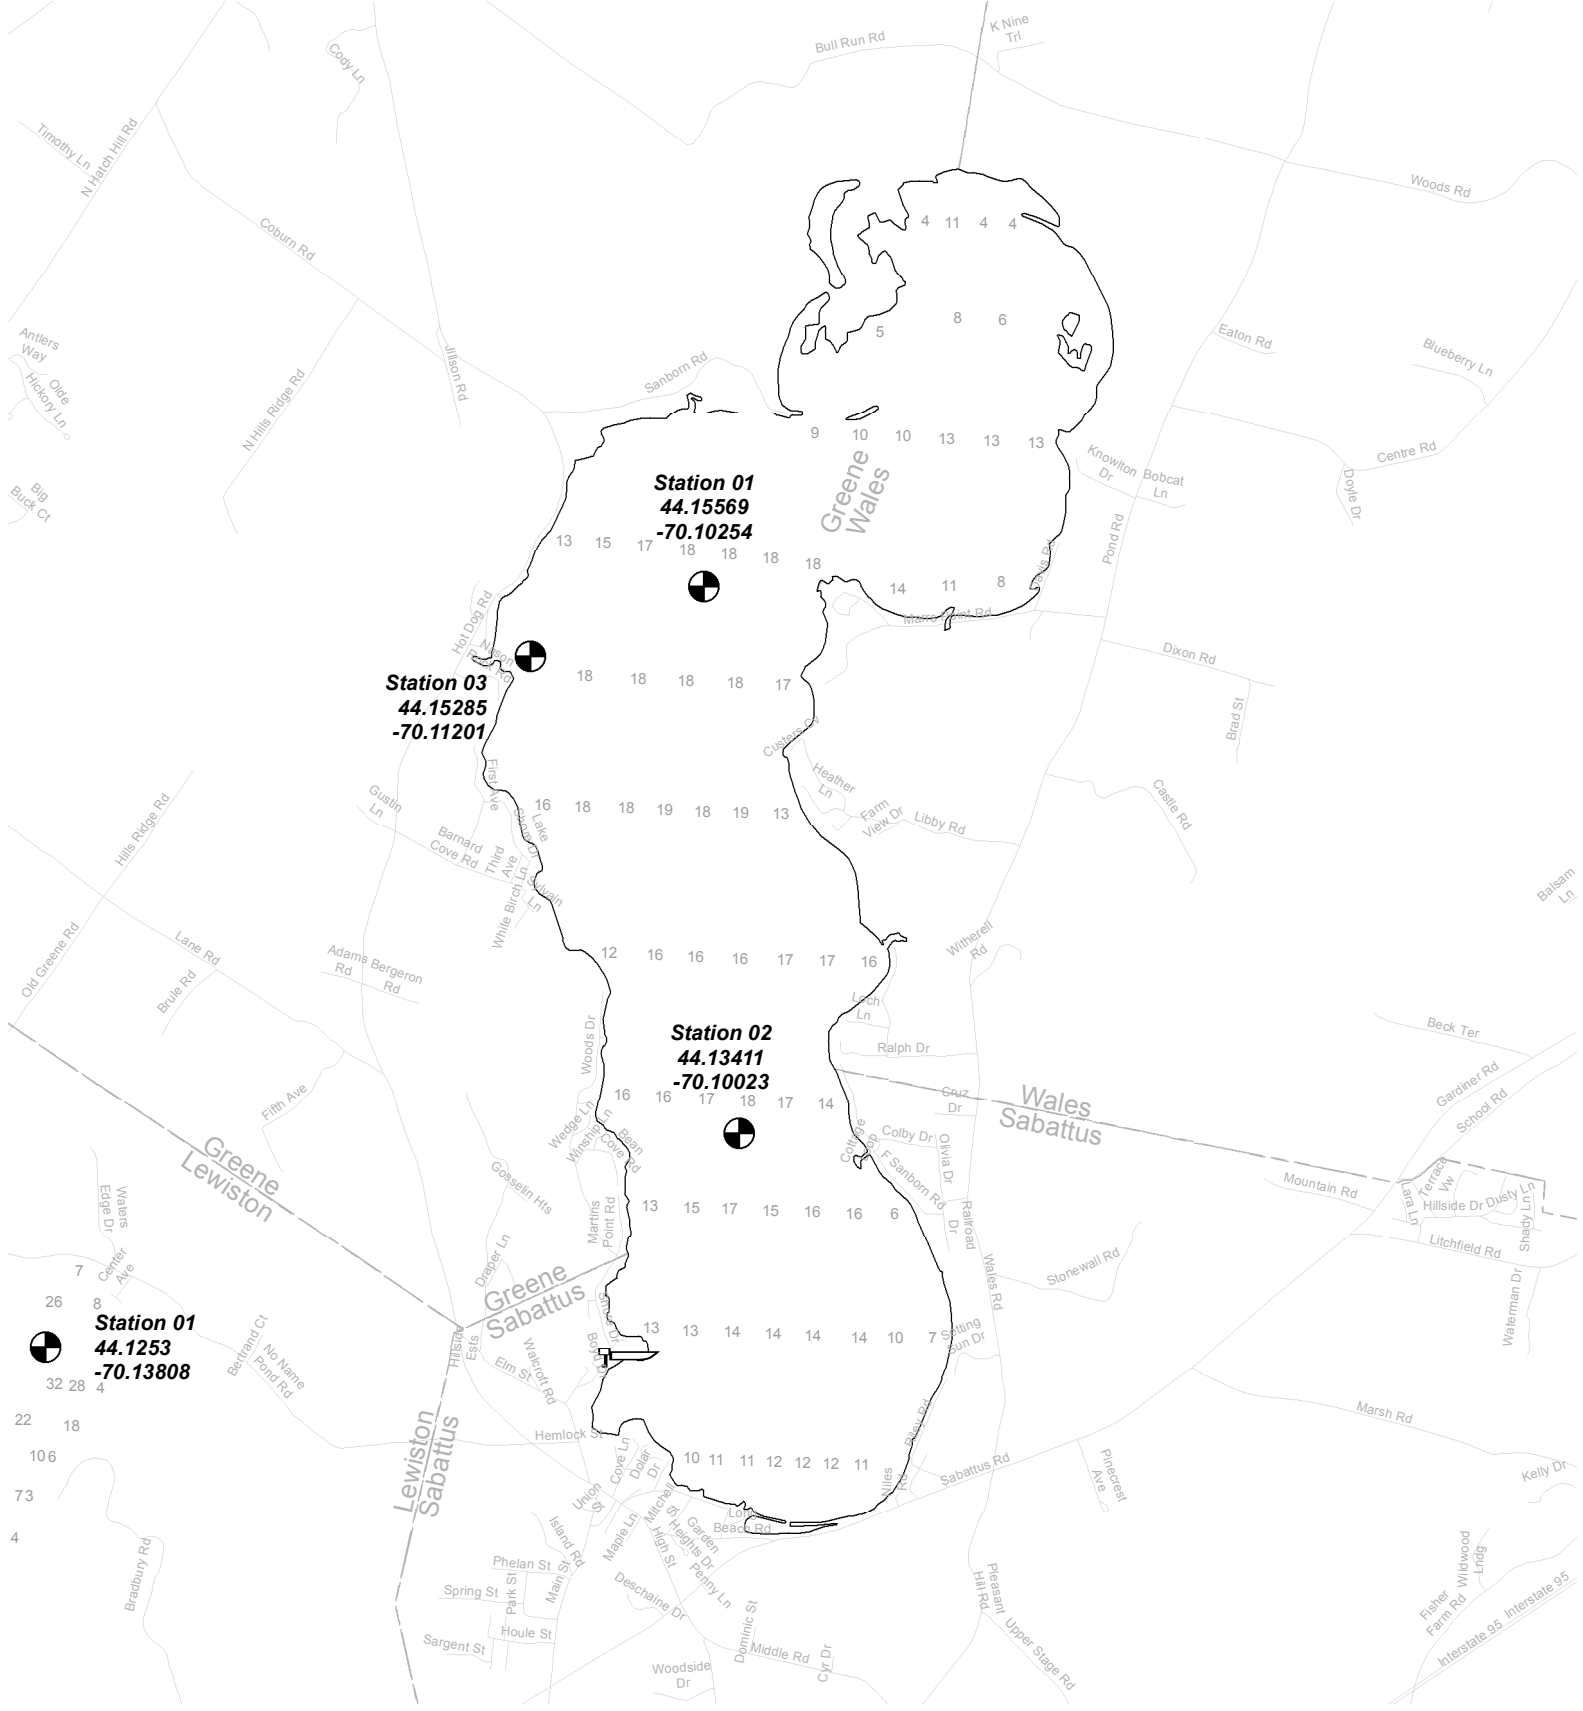 K Nine
Trl
Bull Run Rd
Cody Ln
Timothy Ln
N Hatch Hill Rd
Woods Rd
4 11 4 4
Coburn Rd
8 6
5
Antlers
Way
Olde
Hickory Ln
Jillson Rd
Sanborn Rd
N Hills Ridge Rd
Eaton Rd
Blueberry Ln
9 10 10 13 13 13
Greene
Wales
Knowlton
Dr
Bobcat
Ln
Centre Rd
Doyle Dr
Big
Buck Ct
Station 01
44.15569
-70.10254
13 15 17 18 18 18 18
Pond Rd
14 11 8
Hot Dog Rd
Dixon Rd
Station 03
44.15285
-70.11201
18 18 18 18 17
Brad St
Custers Cv
Heather
Ln
Farm
View Dr
Libby Rd
Castle Rd
First Ave
Gustin
Ln
Hills Ridge Rd
16 18 18 19 18 19 13
Lake
Shore Dr
Barnard
Cove Rd
Third
Ave
Sylvain
Ln
White Birch Ln
Balsam
Ln
Old Greene Rd
Lane Rd
Brule Rd
Adams
Rd
Bergeron
Rd
12 16 16 16 17 17 16
Witherell
Rd
Loch
Ln
Woods Dr
Station 02
44.13411
-70.10023
Ralph Dr
Beck Ter
Gardiner Rd
School Rd
16 16 17 18 17 14
Cruz
Dr
Wales
Sabattus
Fifth Ave
Wedge Ln
Winship Ln
Bean
Cove Rd
Cottage
Colby Dr
Olivia Dr
F Sanborn Rd
Greene
Lewiston
Gosselin Hts
Waters
Edge Dr
Martins
Point Rd
13 15 17 15 16 16 6
Railroad
Dr
Mountain Rd
Lara Ln
Terrace
Vw
Hillside Dr
Dusty Ln
Shady Ln
Litchfield Rd
Waterman Dr
Center
Ave
7
26 8
Station 01
44.1253
-70.13808
Draper Ln
Greene
Sabattus
Wales Rd
Stonewall Rd
13 13 14 14 14 14 10 7
Setting
Sun Dr
Hillside
Ests
Elm St
Walcroft Rd
Bertrand Ct
No Name
Pond Rd
32 28 4
22 18
10 6
7 3
4
Lewiston
Sabattus
Hemlock St
Riley Rd
Marsh Rd
10 11 11 12 12 12 11
Cove Ln
Dolar
Dr
Niles
Rd
Sabattus Rd
Pinecrest
Ave
Kelly Dr
Union
St
Mitchell
St
Long
Beach Rd
Island Rd
Maple Ln
High St
Garden
Heights Dr
Penny Ln
Bradbury Rd
Phelan St
Main St
Spring St
Park St
Deschaine Dr
Pleasant
Hill Rd
Wildwood
Lndg
Fisher
Farm Rd
Interstate 95
Interstate 95
Houle St
Sargent St
Dominic St
Middle Rd
Cyr Dr
Upper Stage Rd
Woodside
Dr